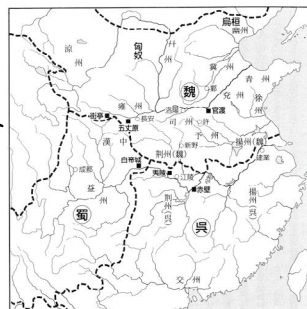 烏桓
幽州
涼州
匈奴
幷州
冀州
青州
鄴
兗州
徐州
魏
雍州
洛陽
官渡
街亭
長安
司州
許
五丈原
漢中
予州
新野
揚州(魏)
建業
白帝城
荊州(魏)
成都
夷陵
江陵
赤壁
益州
蜀
荊州(呉)
呉
揚州(呉)
交州